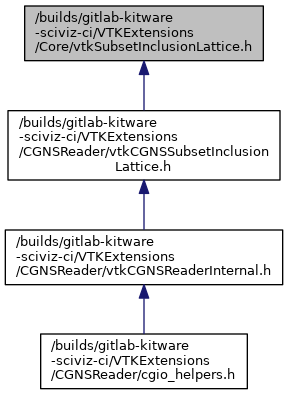 /builds/gitlab-kitware
-sciviz-ci/VTKExtensions
/Core/vtkSubsetInclusionLattice.h
/builds/gitlab-kitware
-sciviz-ci/VTKExtensions
/CGNSReader/vtkCGNSSubsetInclusion
Lattice.h
/builds/gitlab-kitware
-sciviz-ci/VTKExtensions
/CGNSReader/vtkCGNSReaderInternal.h
/builds/gitlab-kitware
-sciviz-ci/VTKExtensions
/CGNSReader/cgio_helpers.h